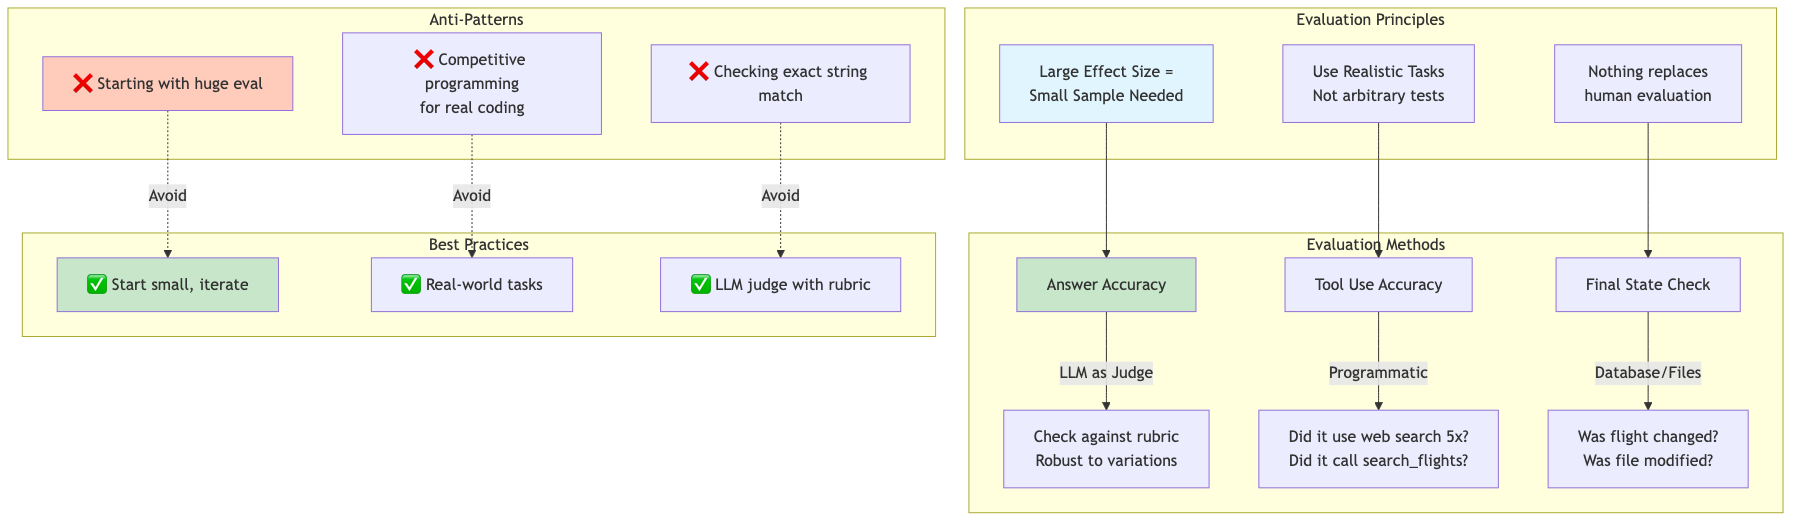 Anti-Patterns
❌ Starting with huge eval
❌ Competitive
programming
for real coding
❌ Checking exact string
match
Avoid
Avoid
Avoid
Best Practices
✅ Start small, iterate
✅ Real-world tasks
✅ LLM judge with rubric
Evaluation Principles
Large Effect Size =
Small Sample Needed
Use Realistic Tasks
Not arbitrary tests
Nothing replaces
human evaluation
Evaluation Methods
Answer Accuracy
Tool Use Accuracy
Final State Check
LLM as Judge
Programmatic
Database/Files
Check against rubric
Robust to variations
Did it use web search 5x?
Did it call search_flights?
Was flight changed?
Was file modified?